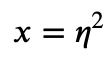 x = η²